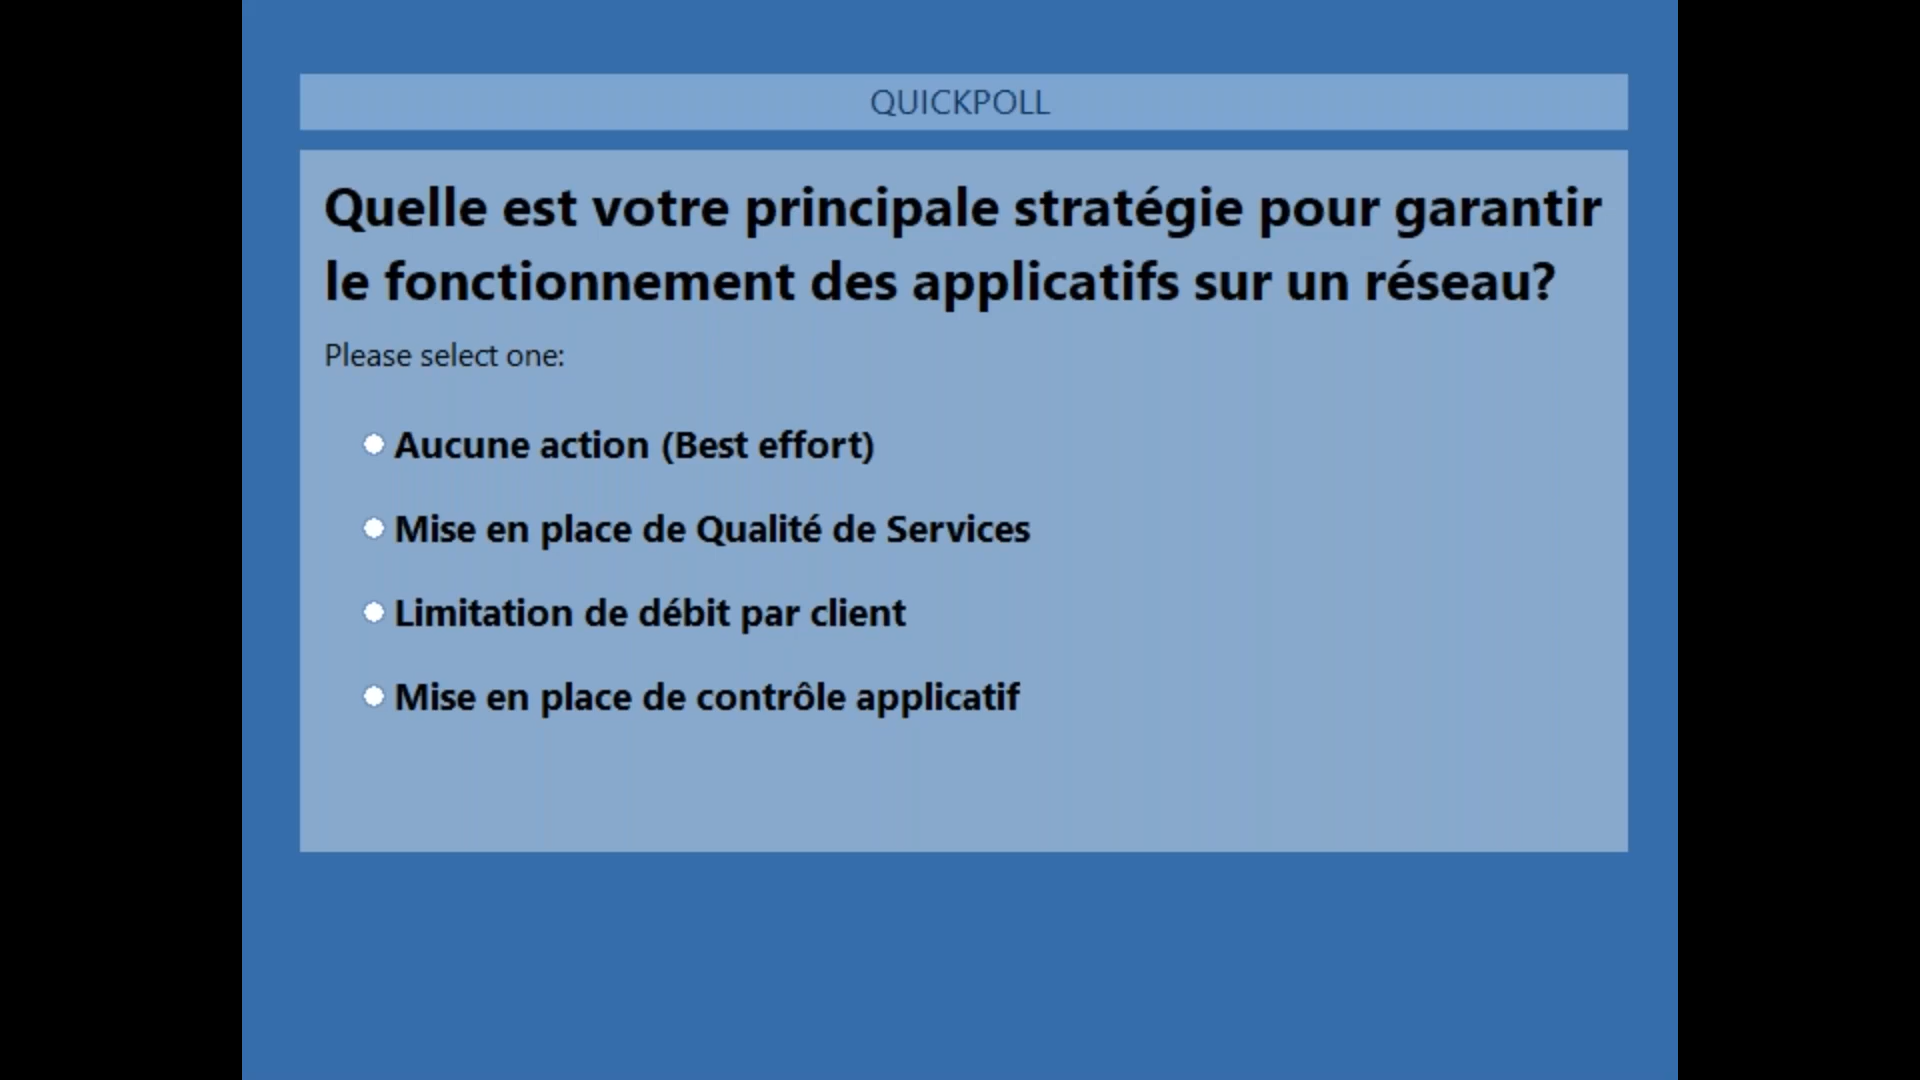 QUICKPOLL
Quelle est votre principale stratégie pour garantir
le fonctionnement des applicatifs sur un réseau?
Please select one:
Aucune action (Best effort)
Mise en place de Qualité de Services
Limitation de débit par client
Mise en place de contrôle applicatif